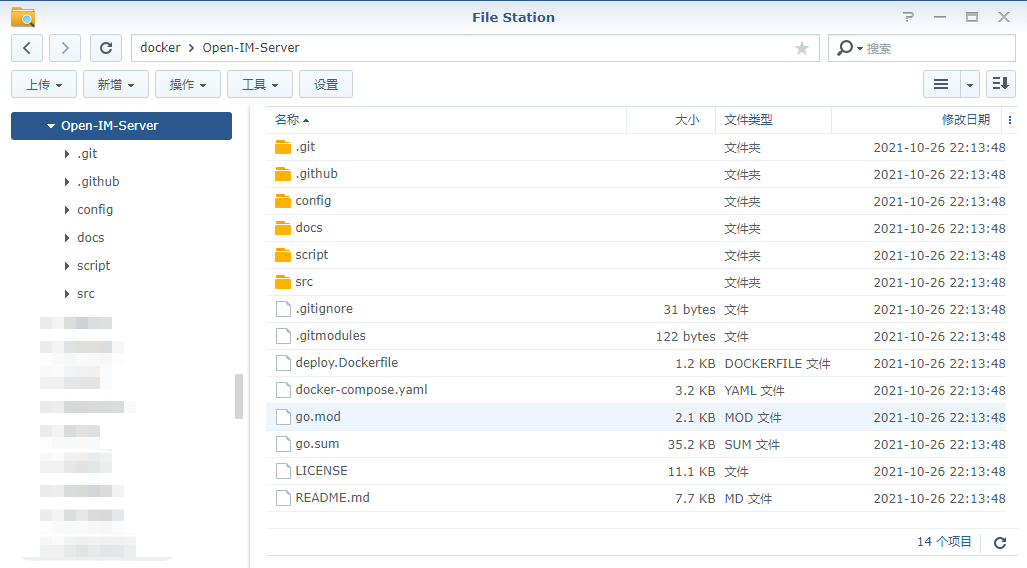 File Station
docker > Open-IM-Server
搜索
上传 新增 操作 工具 设置
Open-IM-Server
.git
.github
config
docs
script
src
名称 大小 文件类型 修改日期
.git 文件夹 2021-10-26 22:13:48
.github 文件夹 2021-10-26 22:13:48
config 文件夹 2021-10-26 22:13:48
docs 文件夹 2021-10-26 22:13:48
script 文件夹 2021-10-26 22:13:48
src 文件夹 2021-10-26 22:13:48
.gitignore 31 bytes 文件 2021-10-26 22:13:48
.gitmodules 122 bytes 文件 2021-10-26 22:13:48
deploy.Dockerfile 1.2 KB DOCKERFILE 文件 2021-10-26 22:13:48
docker-compose.yaml 3.2 KB YAML 文件 2021-10-26 22:13:48
go.mod 2.1 KB MOD 文件 2021-10-26 22:13:48
go.sum 35.2 KB SUM 文件 2021-10-26 22:13:48
LICENSE 11.1 KB 文件 2021-10-26 22:13:48
README.md 7.7 KB MD 文件 2021-10-26 22:13:48
14 个项目